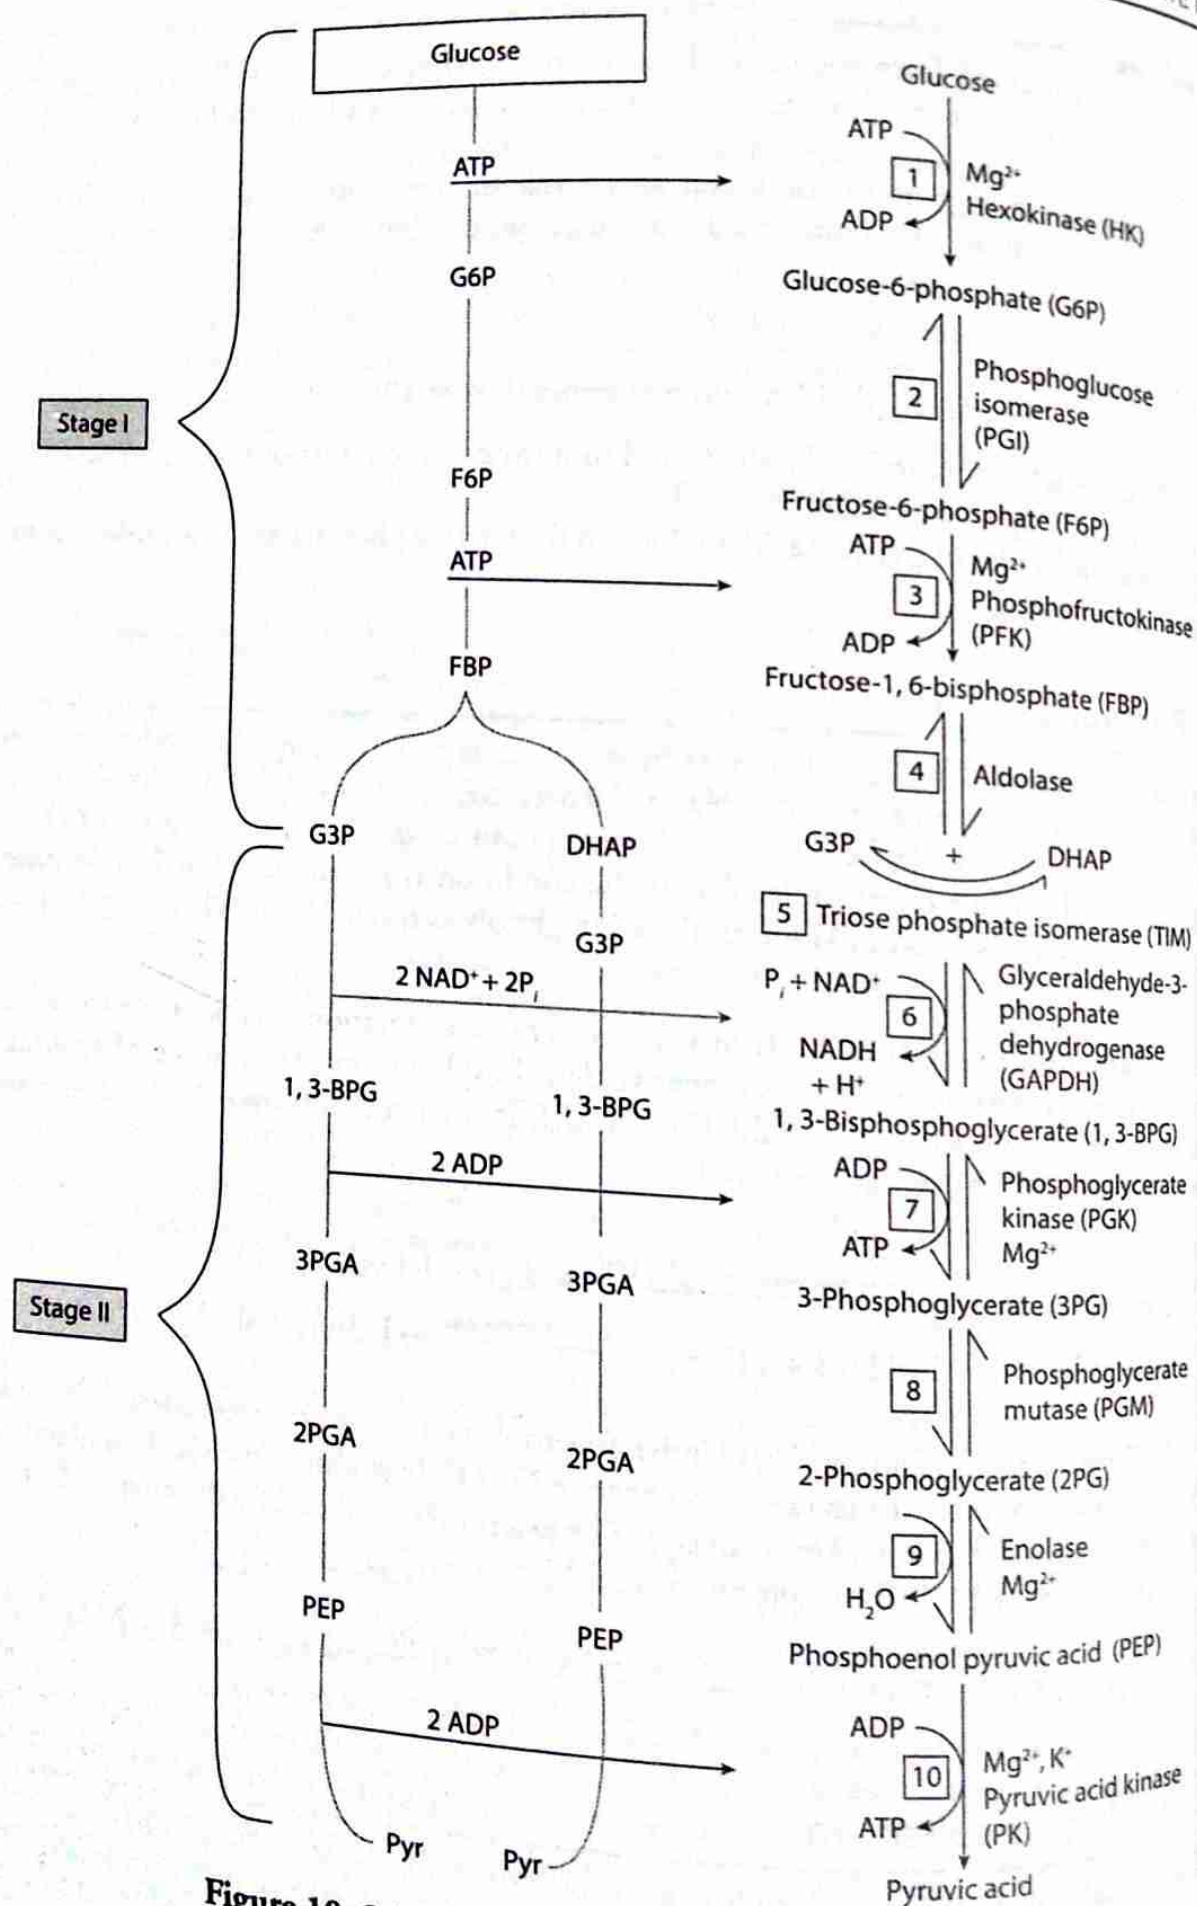 Glucose
ATP
G6P
F6P
ATP
FBP
G3P
DHAP
G3P
2 NAD⁺ + 2Pᵢ
1, 3-BPG
1, 3-BPG
2 ADP
3PGA
3PGA
2PGA
2PGA
PEP
PEP
2 ADP
Pyr
Pyr
Stage I
Stage II
Glucose
ATP
1
Mg²⁺
Hexokinase (HK)
ADP
Glucose-6-phosphate (G6P)
2
Phosphoglucose
isomerase
(PGI)
Fructose-6-phosphate (F6P)
ATP
3
Mg²⁺
Phosphofructokinase
(PFK)
ADP
Fructose-1, 6-bisphosphate (FBP)
4
Aldolase
G3P
+
DHAP
5
Triose phosphate isomerase (TIM)
Pᵢ + NAD⁺
6
NADH
+ H⁺
Glyceraldehyde-3-
phosphate
dehydrogenase
(GAPDH)
1, 3-Bisphosphoglycerate (1, 3-BPG)
ADP
7
ATP
Phosphoglycerate
kinase (PGK)
Mg²⁺
3-Phosphoglycerate (3PG)
8
Phosphoglycerate
mutase (PGM)
2-Phosphoglycerate (2PG)
9
H₂O
Enolase
Mg²⁺
Phosphoenol pyruvic acid (PEP)
ADP
10
ATP
Mg²⁺, K⁺
Pyruvic acid kinase
(PK)
Pyruvic acid
Figure